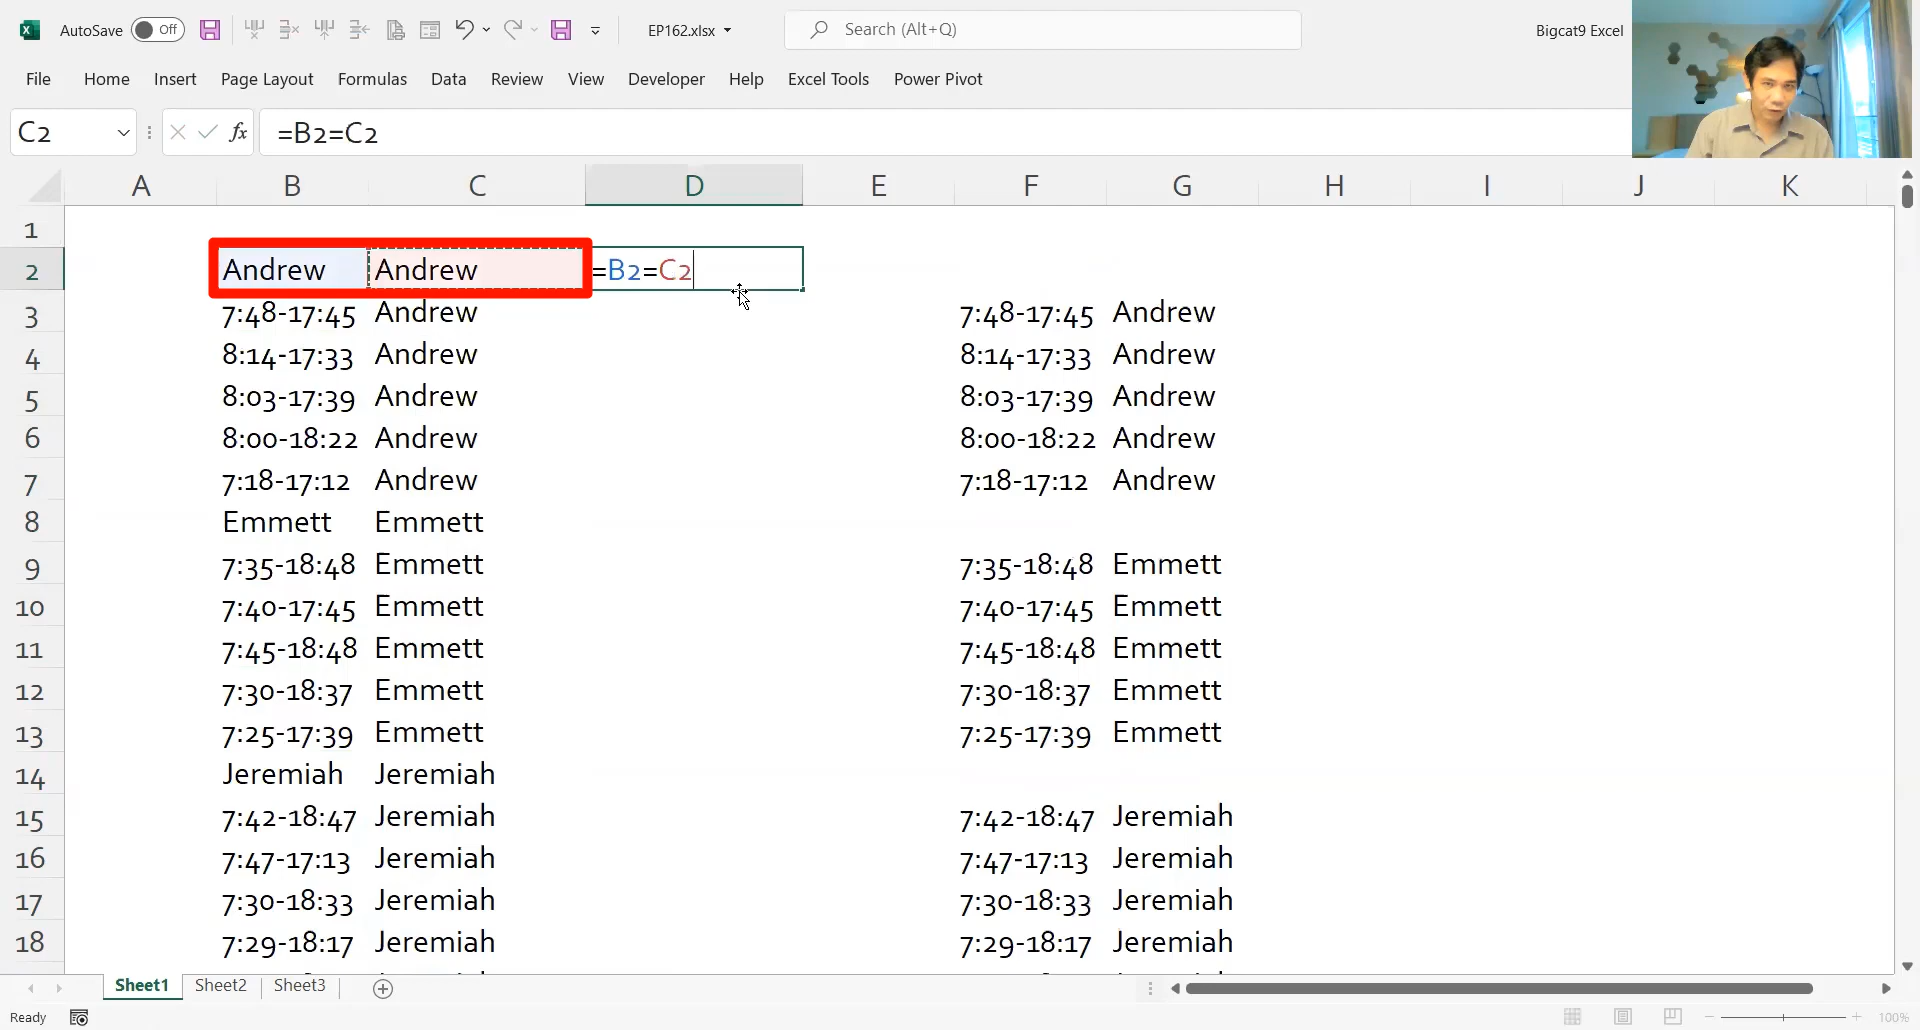 AutoSave Off EP162.xlsx Search (Alt+Q) Bigcat9 Excel
File Home Insert Page Layout Formulas Data Review View Developer Help Excel Tools Power Pivot
C2 fx =B2=C2
A B C D E F G H I J K
1
2 Andrew Andrew =B2=C2
3 7:48-17:45 Andrew 7:48-17:45 Andrew
4 8:14-17:33 Andrew 8:14-17:33 Andrew
5 8:03-17:39 Andrew 8:03-17:39 Andrew
6 8:00-18:22 Andrew 8:00-18:22 Andrew
7 7:18-17:12 Andrew 7:18-17:12 Andrew
8 Emmett Emmett
9 7:35-18:48 Emmett 7:35-18:48 Emmett
10 7:40-17:45 Emmett 7:40-17:45 Emmett
11 7:45-18:48 Emmett 7:45-18:48 Emmett
12 7:30-18:37 Emmett 7:30-18:37 Emmett
13 7:25-17:39 Emmett 7:25-17:39 Emmett
14 Jeremiah Jeremiah
15 7:42-18:47 Jeremiah 7:42-18:47 Jeremiah
16 7:47-17:13 Jeremiah 7:47-17:13 Jeremiah
17 7:30-18:33 Jeremiah 7:30-18:33 Jeremiah
18 7:29-18:17 Jeremiah 7:29-18:17 Jeremiah
Sheet1 Sheet2 Sheet3
Ready 100%